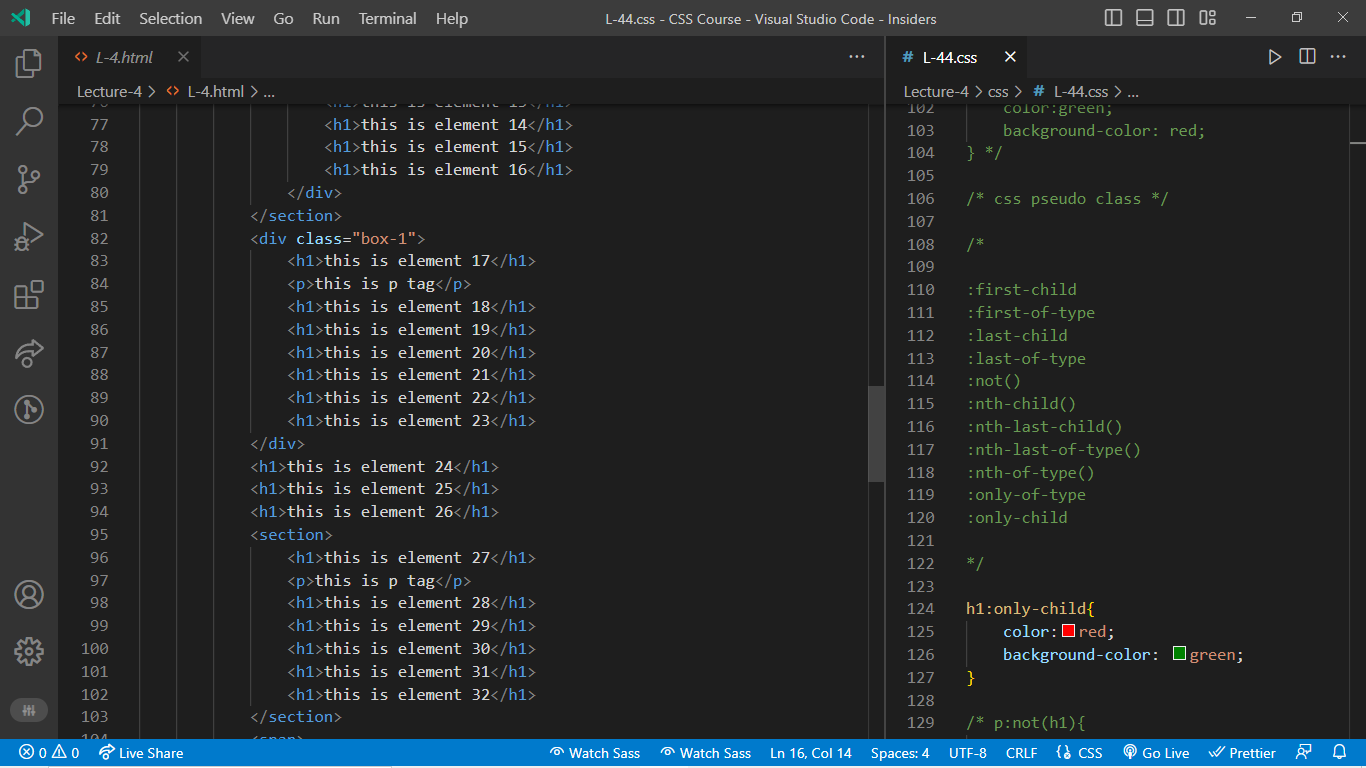 File Edit Selection View Go Run Terminal Help L-44.css - CSS Course - Visual Studio Code - Insiders
L-4.html
Lecture-4 > L-4.html > ...
77 <h1>this is element 14</h1>
78 <h1>this is element 15</h1>
79 <h1>this is element 16</h1>
80 </div>
81 </section>
82 <div class="box-1">
83 <h1>this is element 17</h1>
84 <p>this is p tag</p>
85 <h1>this is element 18</h1>
86 <h1>this is element 19</h1>
87 <h1>this is element 20</h1>
88 <h1>this is element 21</h1>
89 <h1>this is element 22</h1>
90 <h1>this is element 23</h1>
91 </div>
92 <h1>this is element 24</h1>
93 <h1>this is element 25</h1>
94 <h1>this is element 26</h1>
95 <section>
96 <h1>this is element 27</h1>
97 <p>this is p tag</p>
98 <h1>this is element 28</h1>
99 <h1>this is element 29</h1>
100 <h1>this is element 30</h1>
101 <h1>this is element 31</h1>
102 <h1>this is element 32</h1>
103 </section>
# L-44.css
Lecture-4 > css > # L-44.css > ...
102 color:green;
103 background-color: red;
104 } */
105
106 /* css pseudo class */
107
108 /*
109
110 :first-child
111 :first-of-type
112 :last-child
113 :last-of-type
114 :not()
115 :nth-child()
116 :nth-last-child()
117 :nth-last-of-type()
118 :nth-of-type()
119 :only-of-type
120 :only-child
121
122 */
123
124 h1:only-child{
125 color:red;
126 background-color: green;
127 }
128
129 /* p:not(h1){
0 0 Live Share Watch Sass Watch Sass Ln 16, Col 14 Spaces: 4 UTF-8 CRLF {} CSS Go Live Prettier